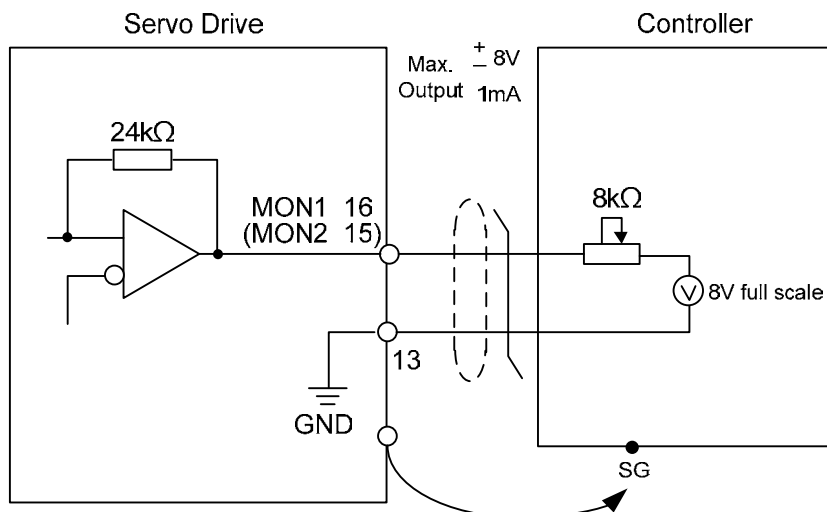 Servo Drive
Controller
Max. ± 8V
Output 1mA
24kΩ
8kΩ
MON1 16
(MON2 15)
V
8V full scale
13
GND
SG